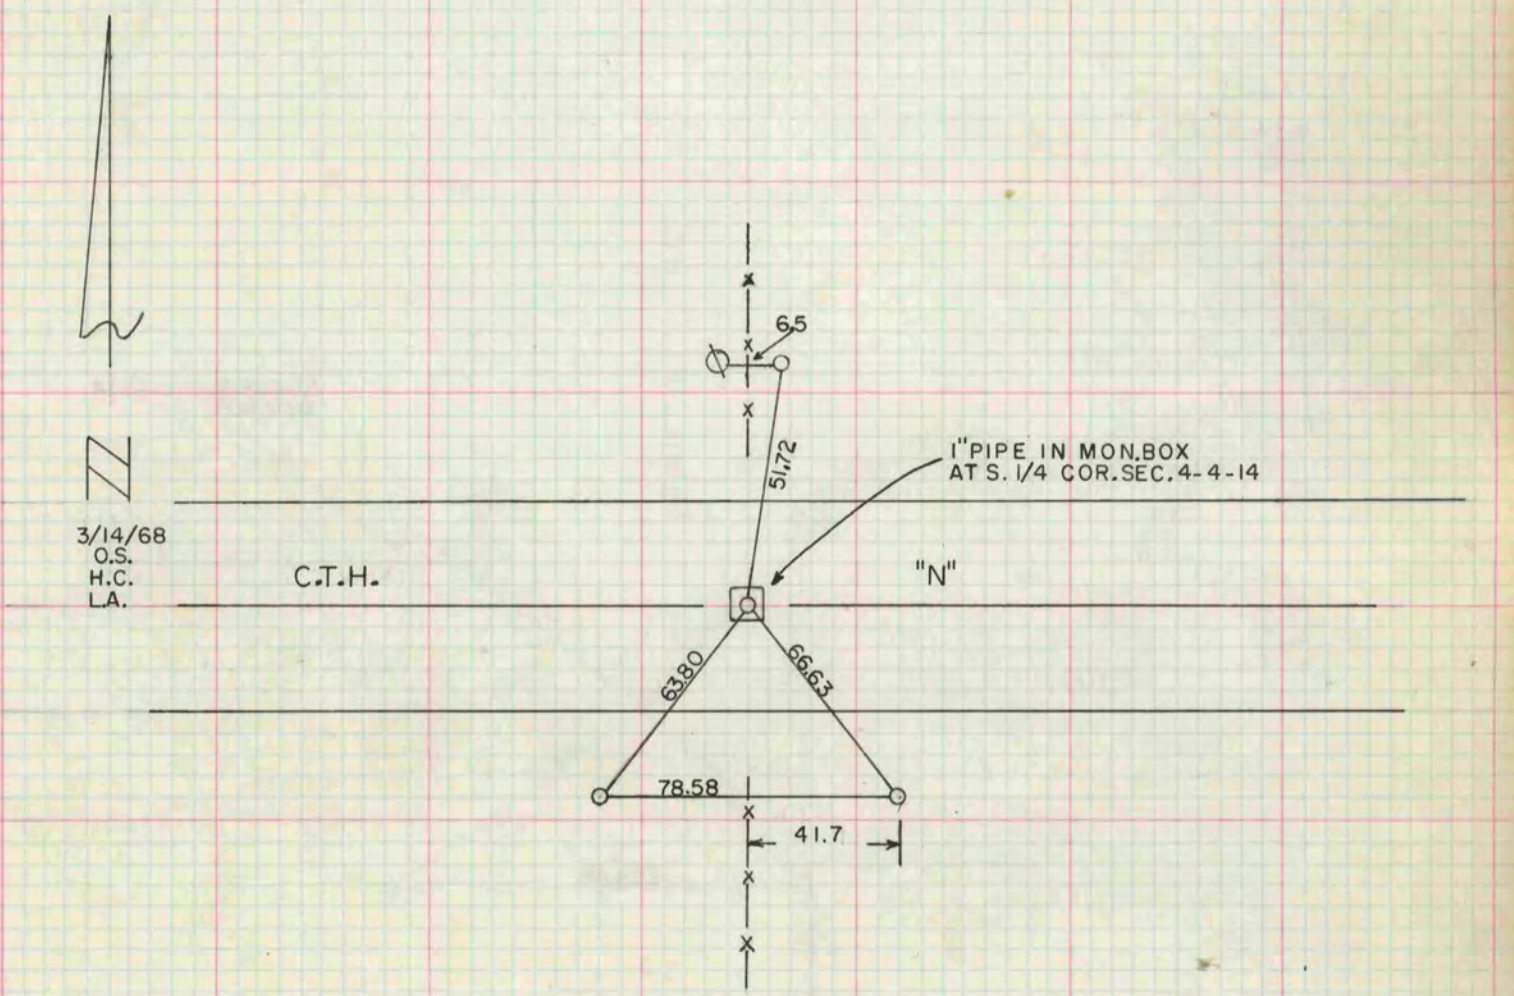 6.5
51.72
1" PIPE IN MON. BOX
AT S. 1/4 COR. SEC. 4-4-14
N
3/14/68
O.S.
H.C.
L.A.
C.T.H. "N"
63.80
66.63
78.58
41.7